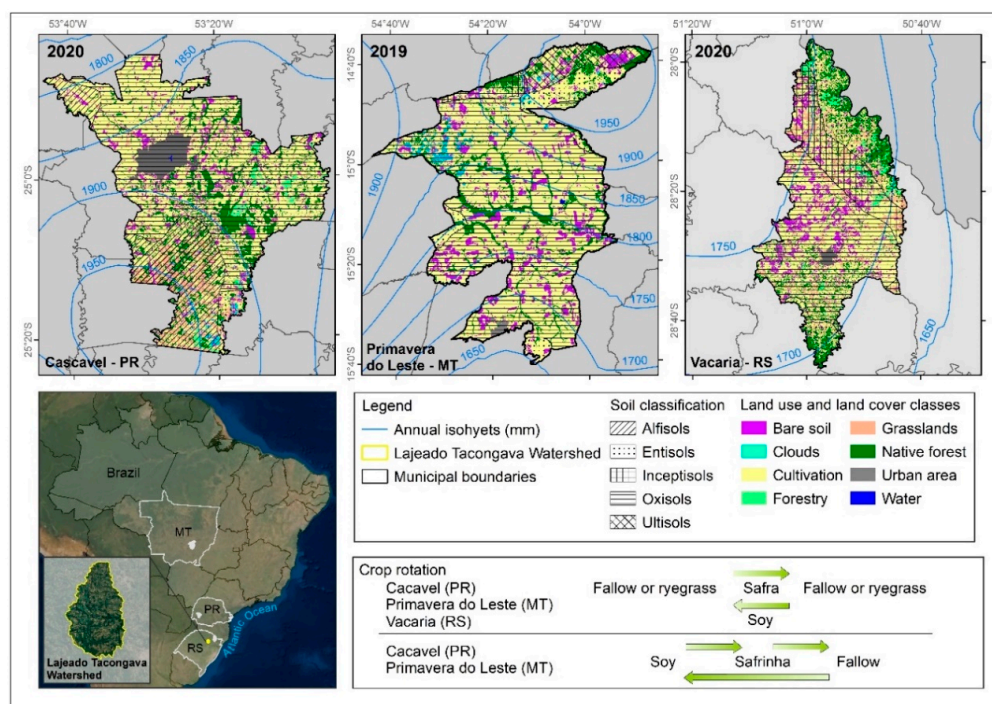 53°40'W 53°20'W
54°40'W 54°20'W 54°0'W
51°20'W 51°0'W 50°40'W
2020
1800
1850
25°0'S
1900
1950
25°20'S
Cascavel - PR
2019
14°40'S
1950
15°0'S
1900
1900
1850
1800
15°20'S
1750
1850
1700
15°40'S
Primavera
do Leste - MT
2020
28°0'S
28°20'S
1750
28°40'S
1700
1650
Vacaria - RS
Brazil
MT
PR
RS
Atlantic Ocean
Lajeado Tacongava
Watershed
Legend
Annual isohyets (mm)
Lajeado Tacongava Watershed
Municipal boundaries
Soil classification
Alfisols
Entisols
Inceptisols
Oxisols
Ultisols
Land use and land cover classes
Bare soil Grasslands
Clouds Native forest
Cultivation Urban area
Forestry Water
Crop rotation
Cacavel (PR)
Primavera do Leste (MT)
Vacaria (RS)
Fallow or ryegrass Safra Fallow or ryegrass
Soy
Cacavel (PR)
Primavera do Leste (MT)
Soy Safrinha Fallow